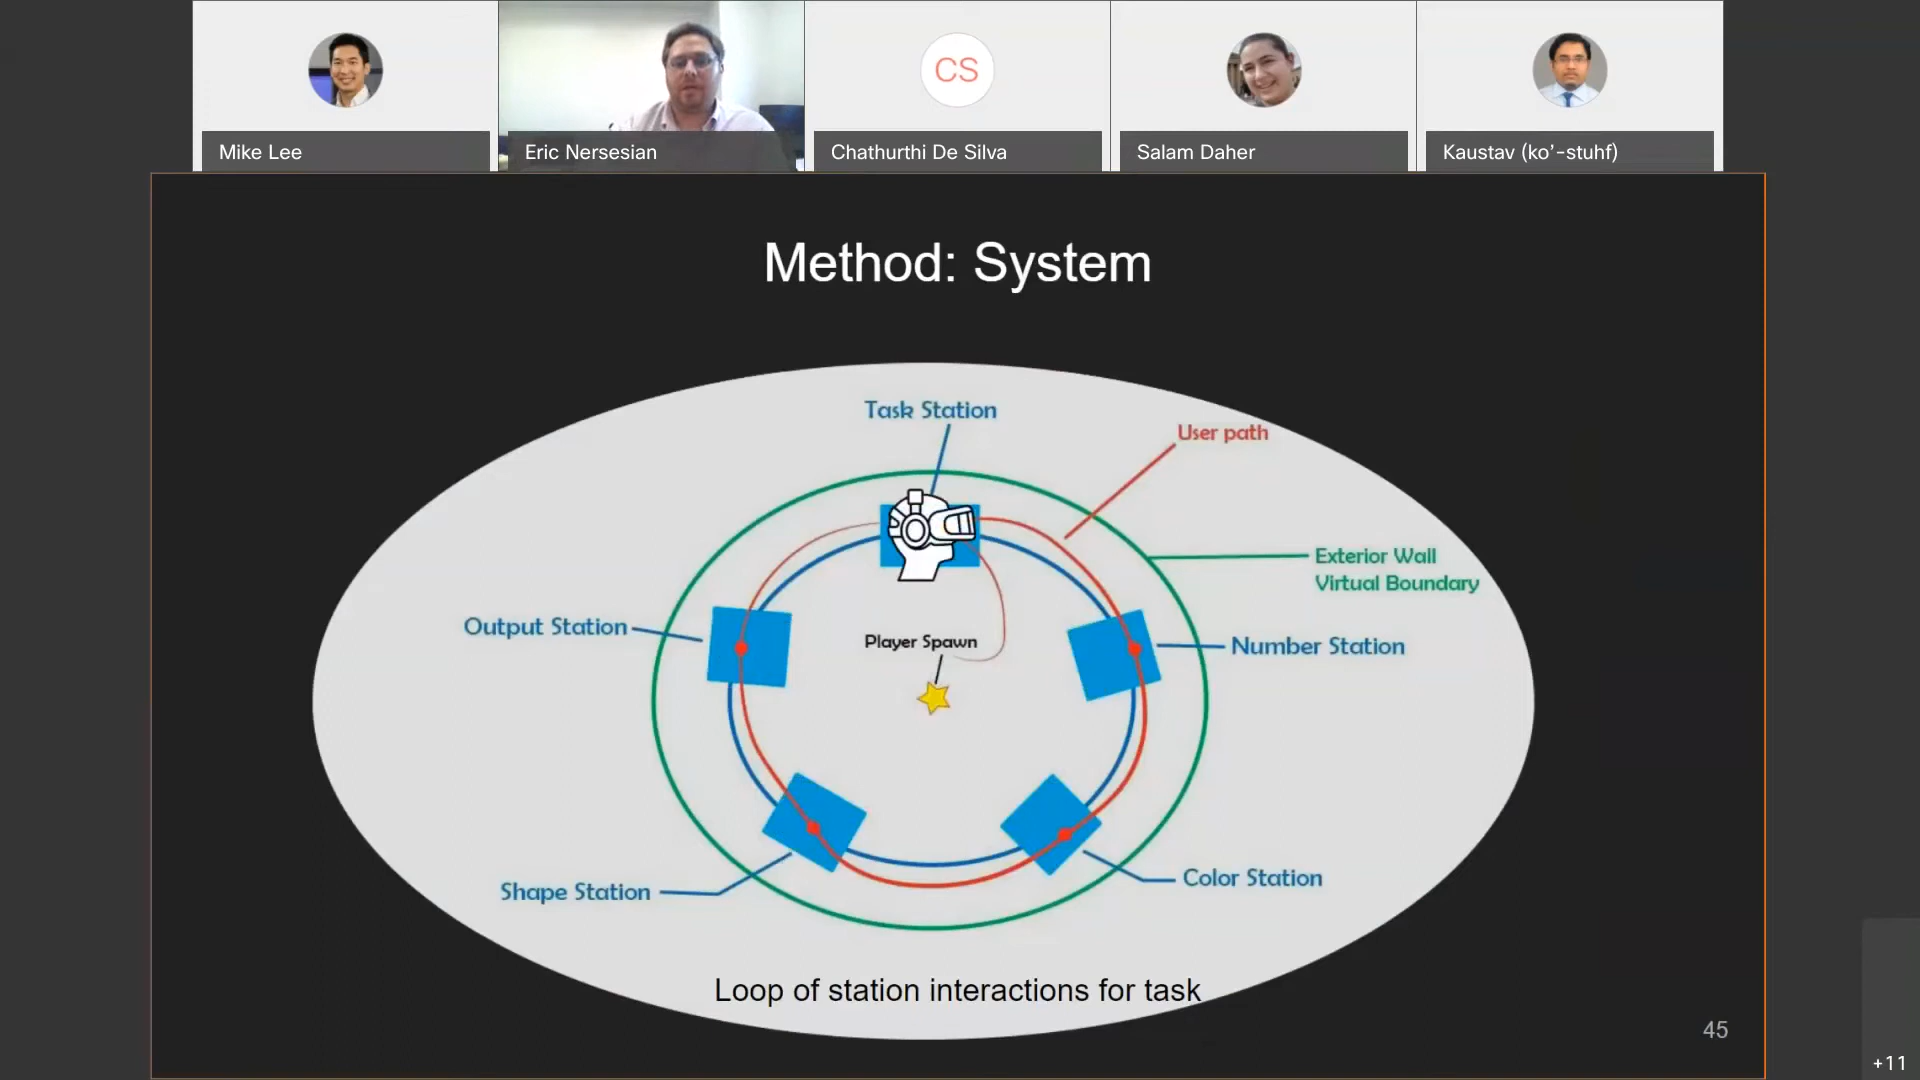 Mike Lee
Eric Nersesian
CS
Chathurthi De Silva
Salam Daher
Kaustav (ko’-stuhf)
Method: System
Task Station
User path
Exterior Wall
Virtual Boundary
Output Station
Player Spawn
Number Station
Shape Station
Color Station
Loop of station interactions for task
45
+11